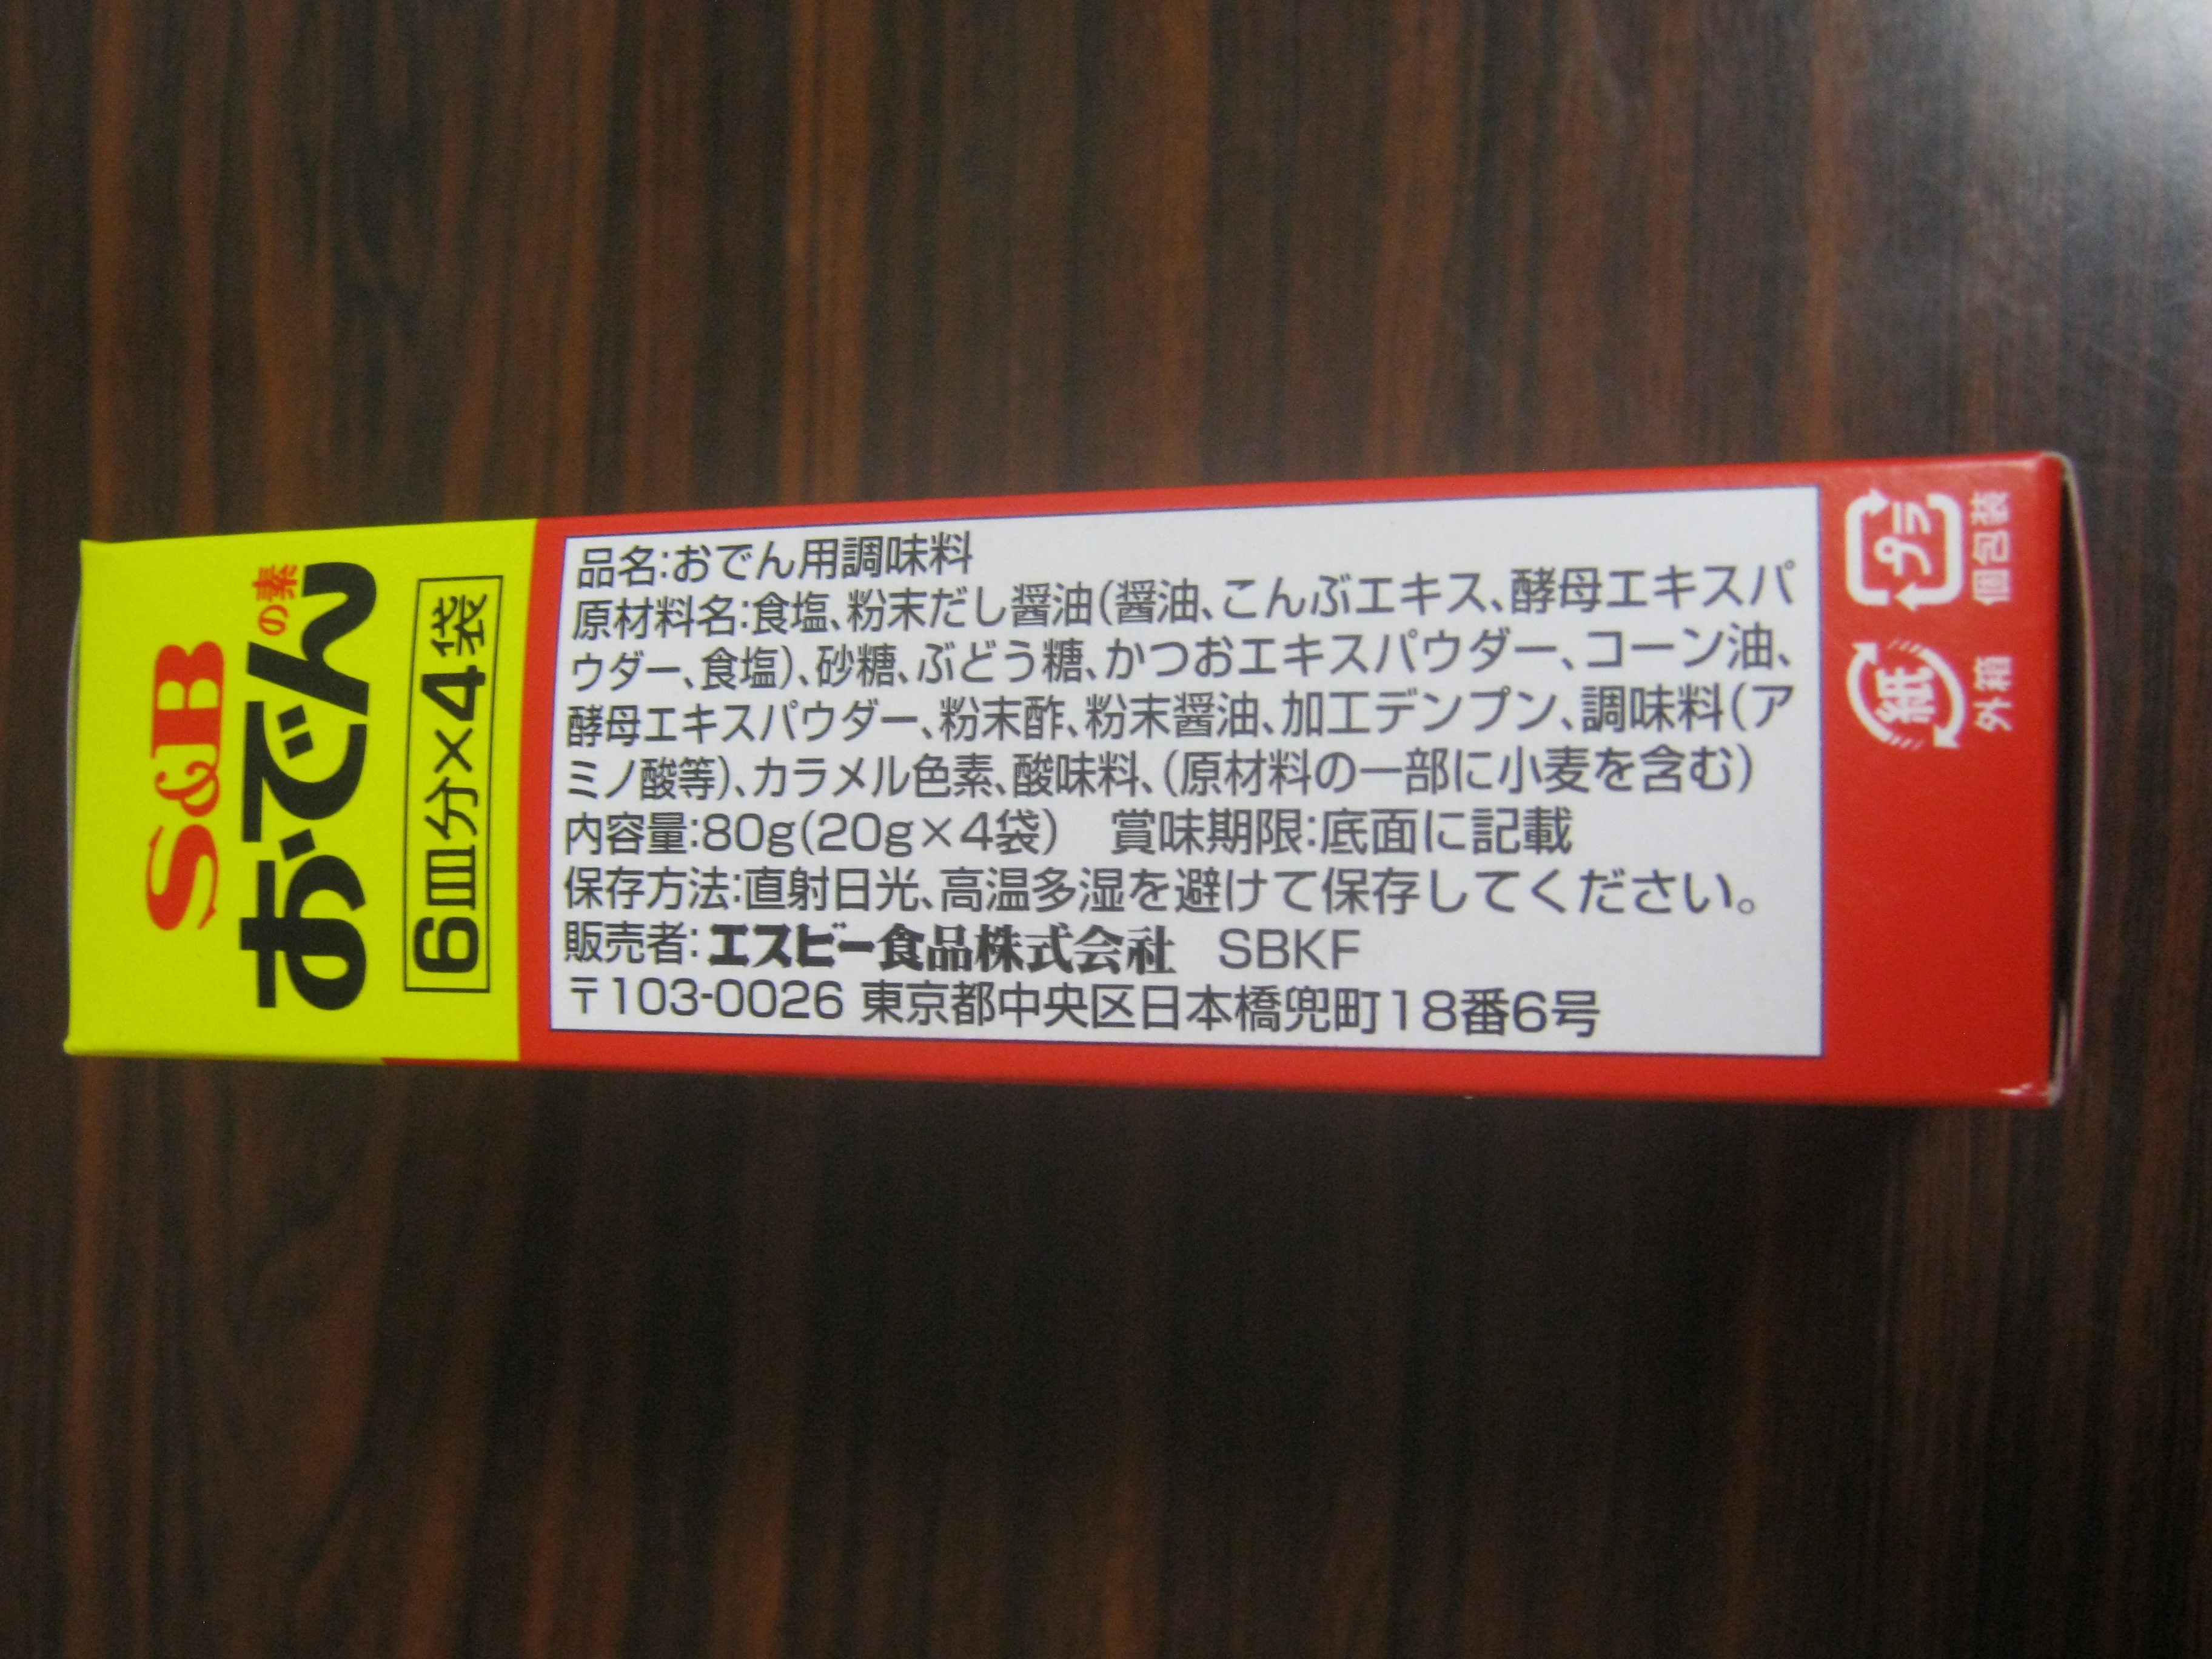 S&B
おでんの素
6皿分×4袋
品名:おでん用調味料
原材料名:食塩、粉末だし醤油(醤油、こんぶエキス、酵母エキスパ
ウダー、食塩)、砂糖、ぶどう糖、かつおエキスパウダー、コーン油、
酵母エキスパウダー、粉末酢、粉末醤油、加工デンプン、調味料(ア
ミノ酸等)、カラメル色素、酸味料、(原材料の一部に小麦を含む)
内容量:80g(20g×4袋) 賞味期限:底面に記載
保存方法:直射日光、高温多湿を避けて保存してください。
販売者:エスビー食品株式会社 SBKF
〒103-0026 東京都中央区日本橋兜町18番6号
紙
外箱
プラ
個包装